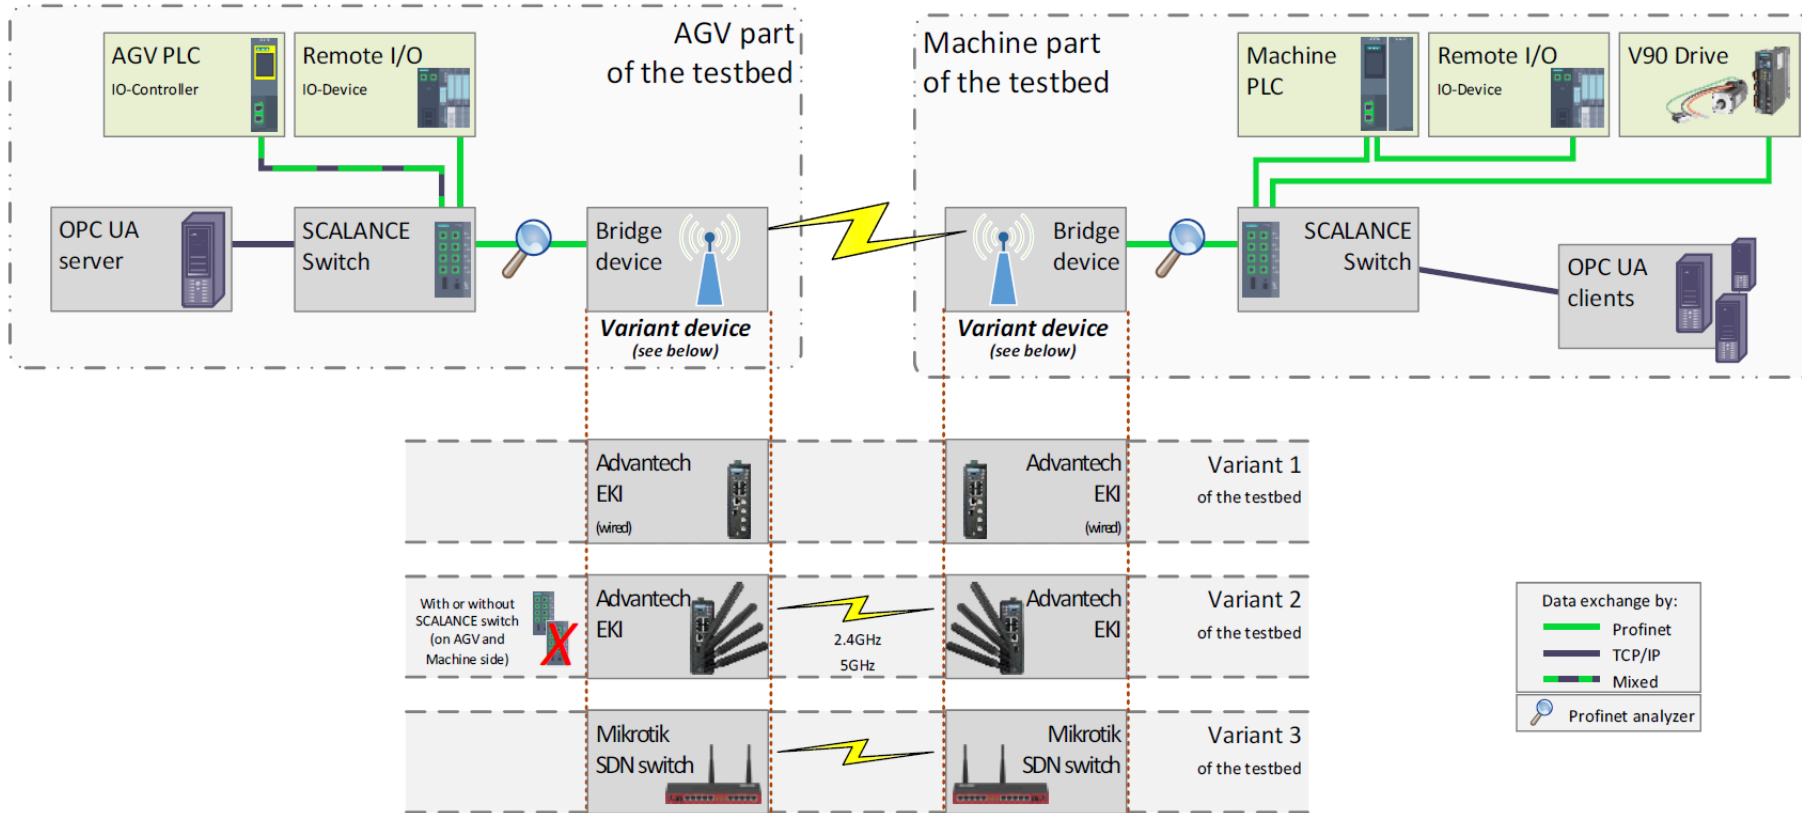 AGV PLC
IO-Controller
Remote I/O
IO-Device
AGV part
of the testbed
OPC UA
server
SCALANCE
Switch
Bridge
device
Variant device
(see below)
Machine part
of the testbed
Machine
PLC
Remote I/O
IO-Device
V90 Drive
Bridge
device
Variant device
(see below)
SCALANCE
Switch
OPC UA
clients
Advantech
EKI
(wired)
Advantech
EKI
(wired)
Variant 1
of the testbed
With or without
SCALANCE switch
(on AGV and
Machine side)
X
Advantech
EKI
2.4GHz
5GHz
Advantech
EKI
Variant 2
of the testbed
Mikrotik
SDN switch
Mikrotik
SDN switch
Variant 3
of the testbed
Data exchange by:
Profinet
TCP/IP
Mixed
Profinet analyzer